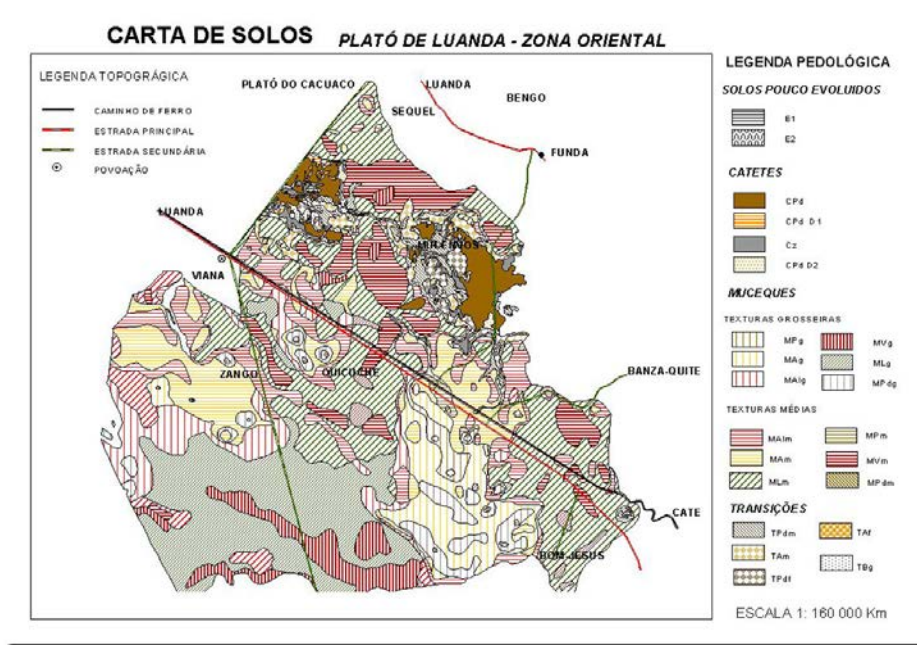 CARTA DE SOLOS PLATÓ DE LUANDA - ZONA ORIENTAL
LEGENDA TOPOGRÁGICA
CAMINHO DE FERRO
ESTRADA PRINCIPAL
ESTRADA SECUNDÁRIA
POVOAÇÃO
PLATÓ DO CACUACO
LUANDA
BENGO
SEQUEL
FUNDA
LUANDA
MULENVOS
VIANA
ZANGO
QUICOCHE
BANZA-QUITE
CATE
BOM-JESUS
LEGENDA PEDOLÓGICA
SOLOS POUCO EVOLUIDOS
E1
E2
CATETES
CPd
CPd D1
Cz
CPd D2
MUCEQUES
TEXTURAS GROSSEIRAS
MPg
MVg
MAg
MLg
MAlg
MPdg
TEXTURAS MÉDIAS
MAlm
MPm
MAm
MVm
MLm
MPdm
TRANSIÇÕES
TPdm
TAf
TAm
TBg
TPdf
ESCALA 1: 160 000 Km